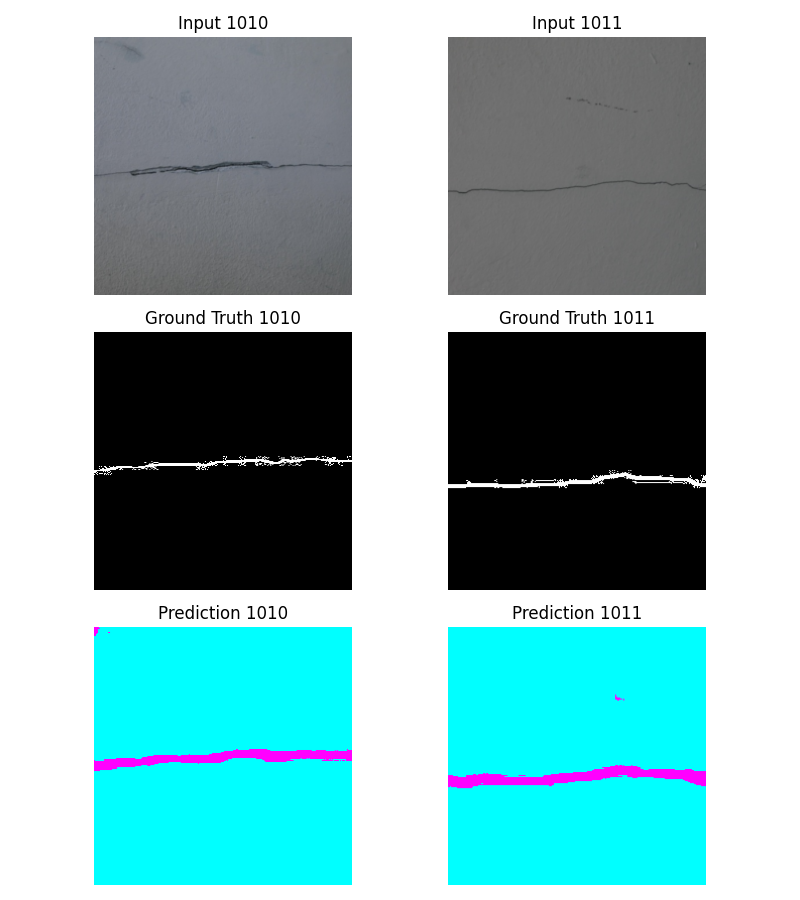 Input 1010
Input 1011
Ground Truth 1010
Ground Truth 1011
Prediction 1010
Prediction 1011